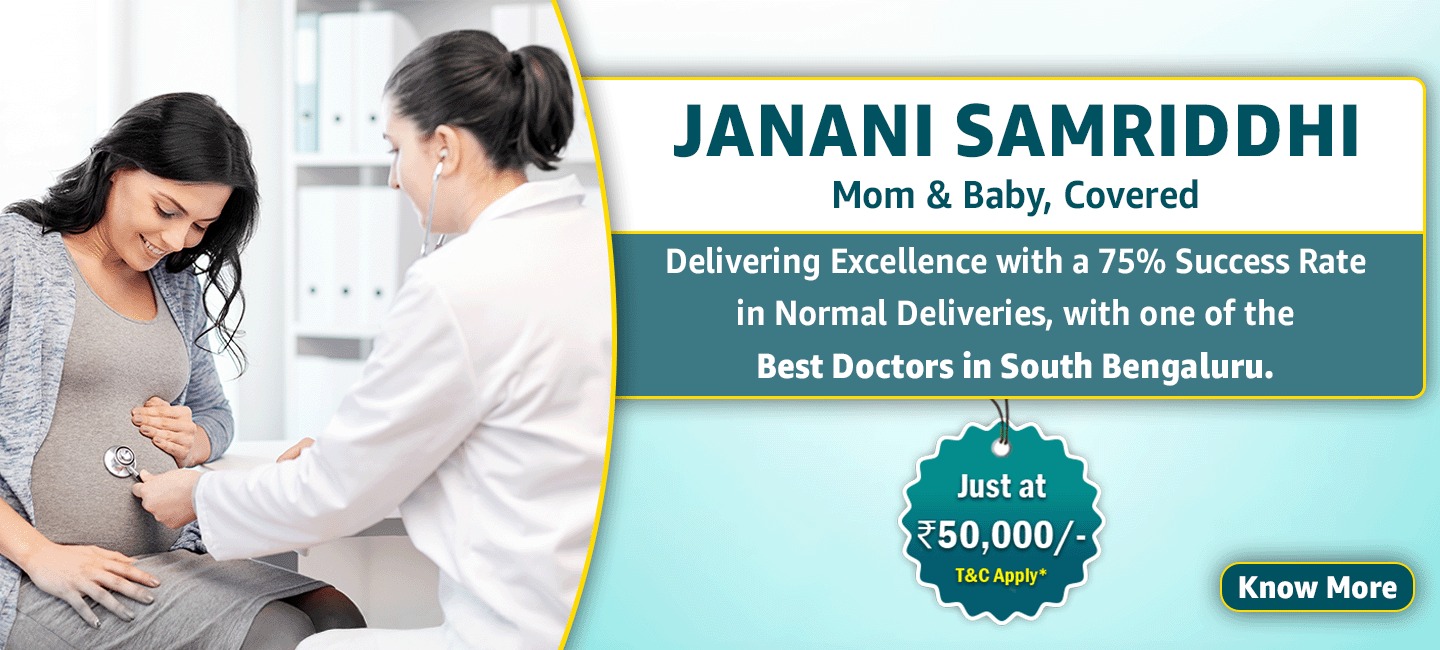 JANANI SAMRIDDHI
Mom & Baby, Covered
Delivering Excellence with a 75% Success Rate
in Normal Deliveries, with one of the
Best Doctors in South Bengaluru.
Just at
₹50,000/-
T&C Apply*
Know More